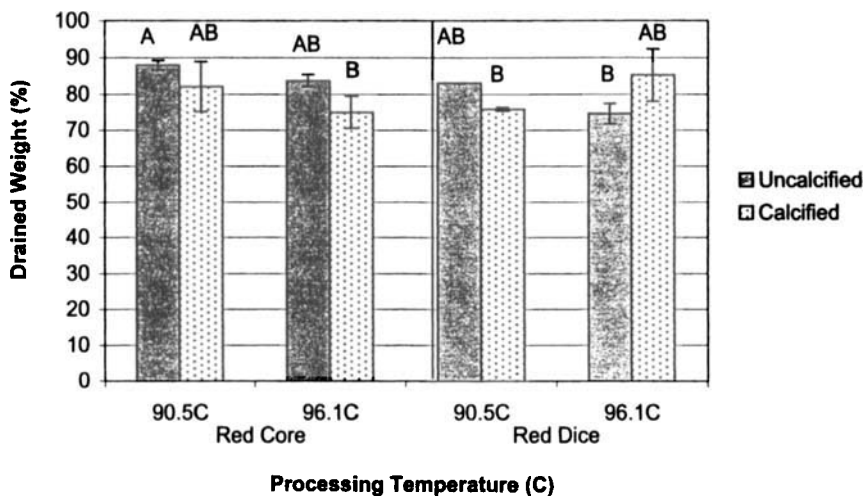 Drained Weight (%)
100
90
80
70
60
50
40
30
20
10
0
A
AB
AB
B
AB
B
B
AB
90.5C
96.1C
90.5C
96.1C
Red Core
Red Dice
Processing Temperature (C)
Uncalcified
Calcified